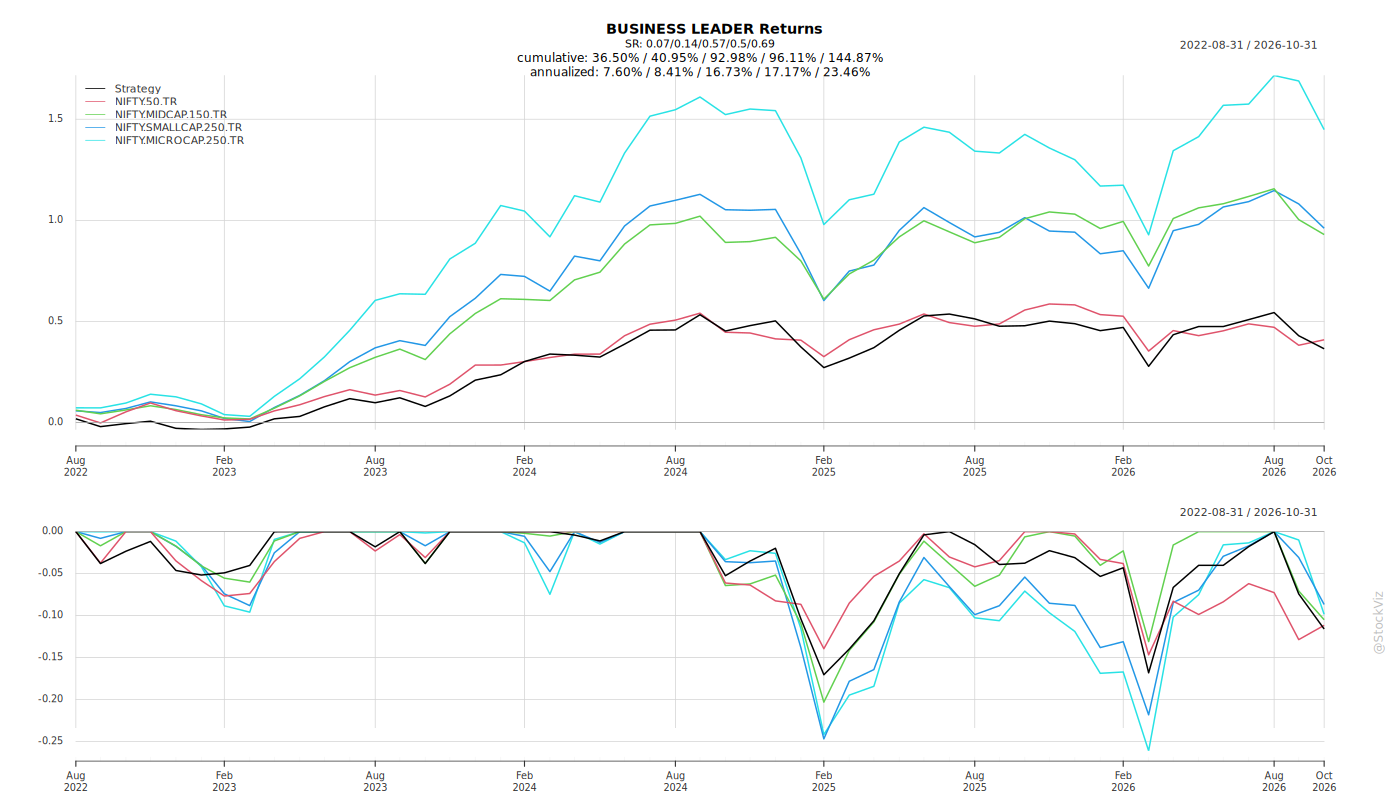 BUSINESS LEADER Returns
SR: 0.07/0.14/0.57/0.5/0.69
cumulative: 36.50% / 40.95% / 92.98% / 96.11% / 144.87%
annualized: 7.60% / 8.41% / 16.73% / 17.17% / 23.46%
2022-08-31 / 2026-10-31
Strategy
NIFTY.50.TR
NIFTY.MIDCAP.150.TR
NIFTY.SMALLCAP.250.TR
NIFTY.MICROCAP.250.TR
1.5
1.0
0.5
0.0
Aug Feb Aug Feb Aug Feb Aug Feb Aug Oct
2022 2023 2023 2024 2024 2025 2025 2026 2026 2026
2022-08-31 / 2026-10-31
0.00
-0.05
-0.10
-0.15
-0.20
-0.25
Aug Feb Aug Feb Aug Feb Aug Feb Aug Oct
2022 2023 2023 2024 2024 2025 2025 2026 2026 2026
@StockViz